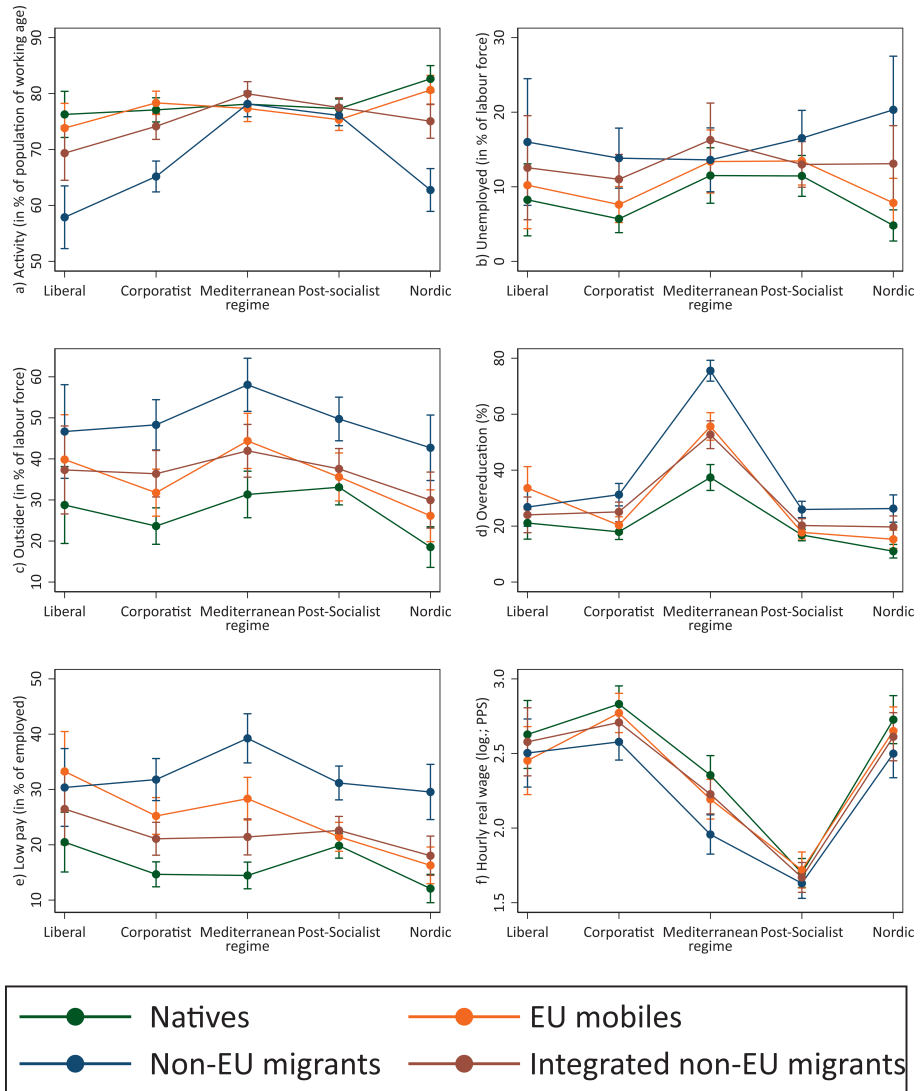 a) Activity (in % of population of working age)
90
80
70
60
50
Liberal Corporatist Mediterranean Post-socialist Nordic
regime
b) Unemployed (in % of labour force)
30
20
10
0
Liberal Corporatist Mediterranean Post-Socialist Nordic
regime
c) Outsider (in % of labour force)
60
50
40
30
20
10
Liberal Corporatist Mediterranean Post-Socialist Nordic
regime
d) Overeducation (%)
80
60
40
20
0
Liberal Corporatist Mediterranean Post-Socialist Nordic
regime
e) Low pay (in % of employed)
50
40
30
20
10
Liberal Corporatist Mediterranean Post-Socialist Nordic
regime
f) Hourly real wage (log.; PPS)
3.0
2.5
2.0
1.5
Liberal Corporatist Mediterranean Post-Socialist Nordic
regime
Natives EU mobiles
Non-EU migrants Integrated non-EU migrants